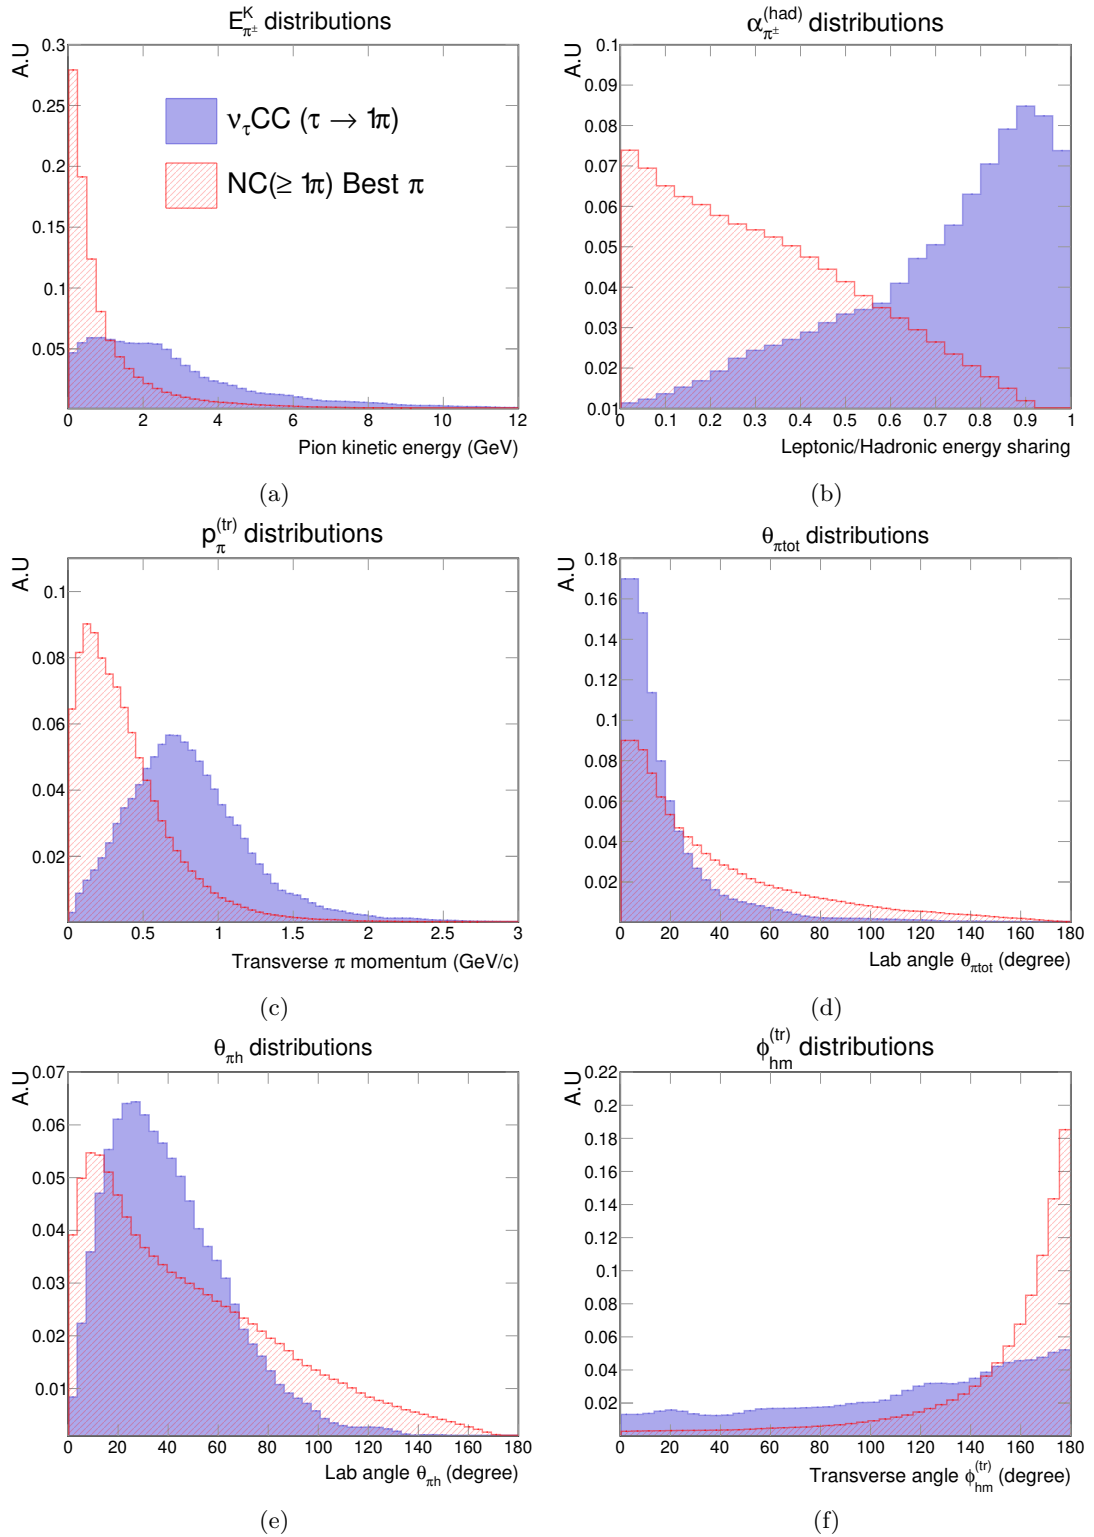 E^K_π± distributions
A.U
0.3
0.25
0.2
0.15
0.1
0.05
0 2 4 6 8 10 12
ν_τCC (τ → 1π)
NC(≥ 1π) Best π
Pion kinetic energy (GeV)
(a)
α^(had)_π± distributions
A.U
0.1
0.09
0.08
0.07
0.06
0.05
0.04
0.03
0.02
0.01
0 0.1 0.2 0.3 0.4 0.5 0.6 0.7 0.8 0.9 1
Leptonic/Hadronic energy sharing
(b)
p^(tr)_π distributions
A.U
0.1
0.08
0.06
0.04
0.02
0 0.5 1 1.5 2 2.5 3
Transverse π momentum (GeV/c)
(c)
θ_πtot distributions
A.U
0.18
0.16
0.14
0.12
0.1
0.08
0.06
0.04
0.02
0 20 40 60 80 100 120 140 160 180
Lab angle θ_πtot (degree)
(d)
θ_πh distributions
A.U
0.07
0.06
0.05
0.04
0.03
0.02
0.01
0 20 40 60 80 100 120 140 160 180
Lab angle θ_πh (degree)
(e)
ϕ^(tr)_hm distributions
A.U
0.22
0.2
0.18
0.16
0.14
0.12
0.1
0.08
0.06
0.04
0.02
0 20 40 60 80 100 120 140 160 180
Transverse angle ϕ^(tr)_hm (degree)
(f)